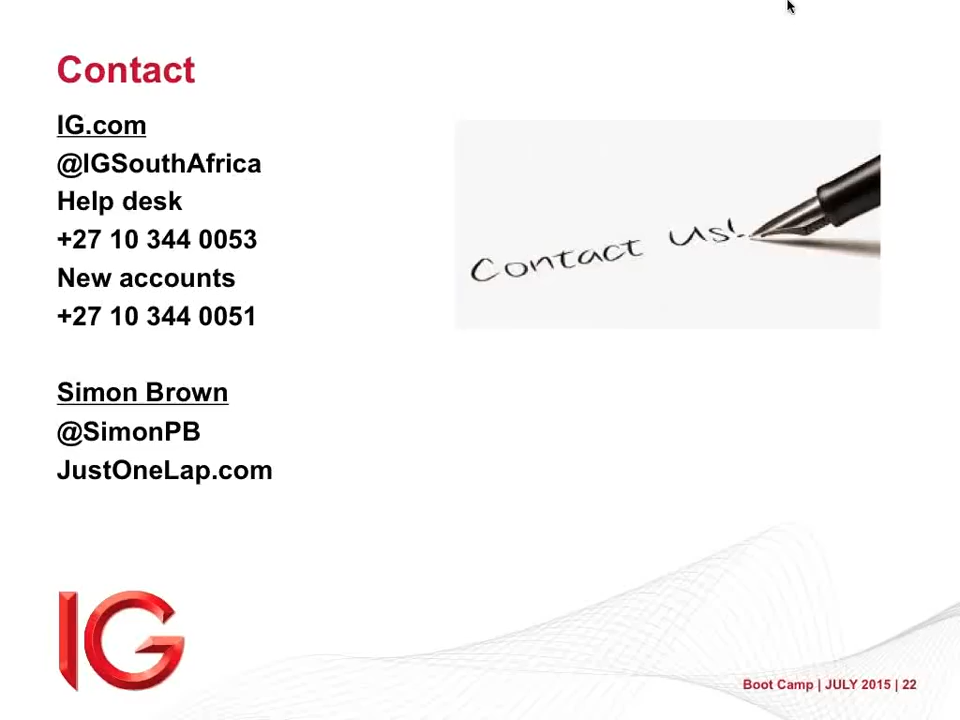 Contact
IG.com
@IGSouthAfrica
Help desk
+27 10 344 0053
New accounts
+27 10 344 0051
Contact Us!
Simon Brown
@SimonPB
JustOneLap.com
IG
Boot Camp | JULY 2015 | 22